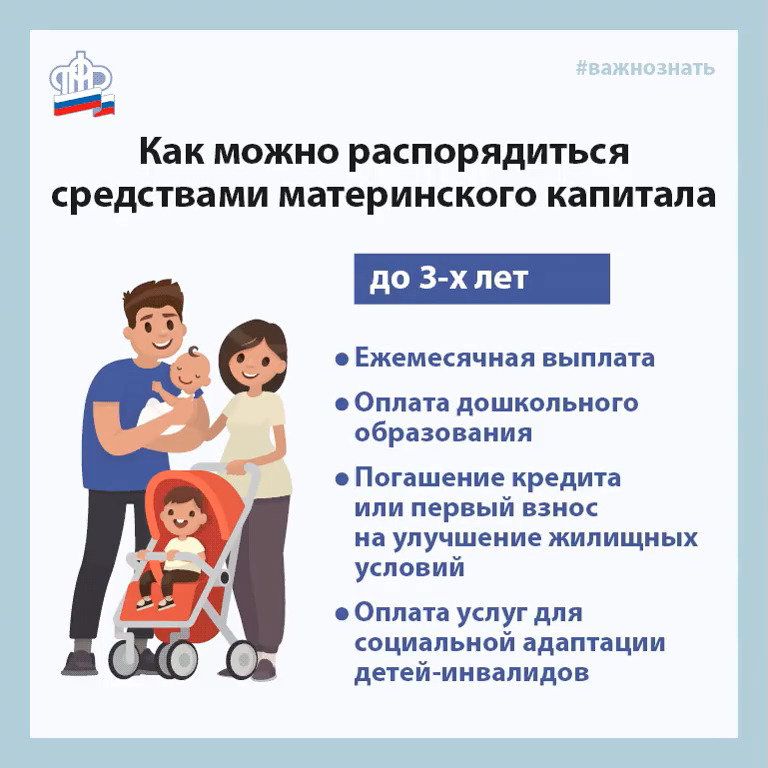 #важнознать
Как можно распорядиться
средствами материнского капитала
до 3-х лет
• Ежемесячная выплата
• Оплата дошкольного
образования
• Погашение кредита
или первый взнос
на улучшение жилищных
условий
• Оплата услуг для
социальной адаптации
детей-инвалидов